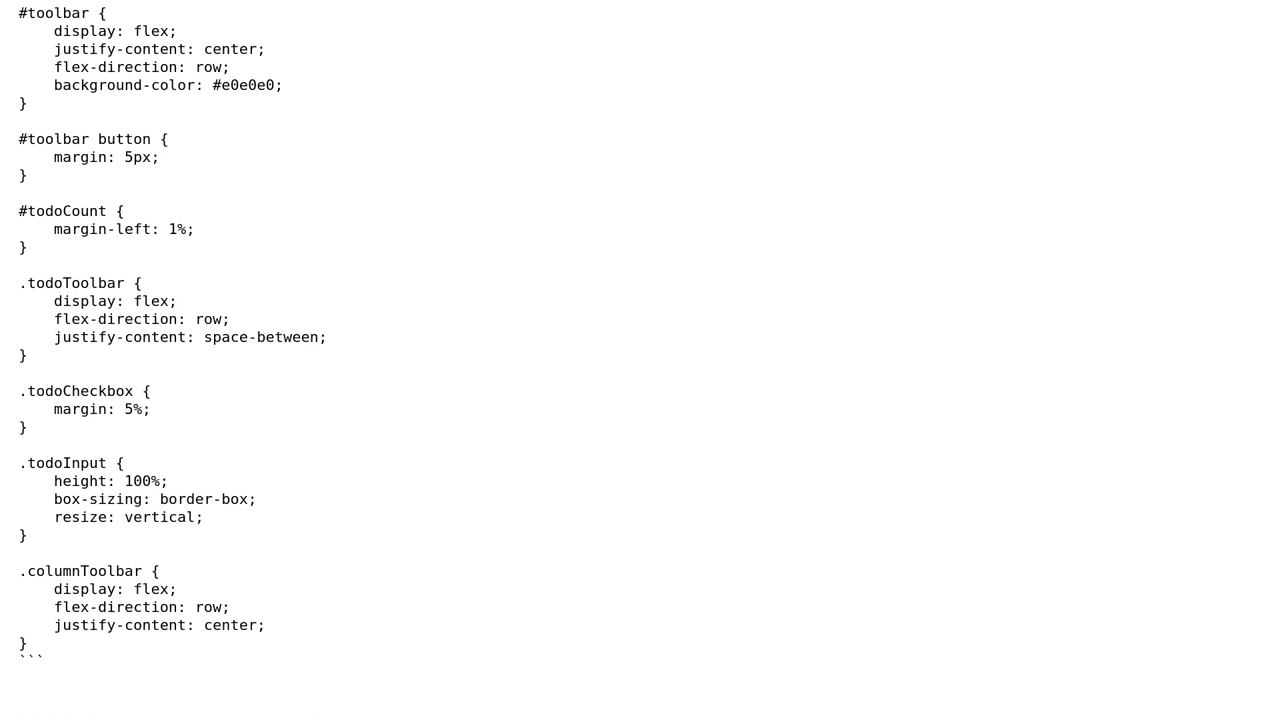 #toolbar {
    display: flex;
    justify-content: center;
    flex-direction: row;
    background-color: #e0e0e0;
}

#toolbar button {
    margin: 5px;
}

#todoCount {
    margin-left: 1%;
}

.todoToolbar {
    display: flex;
    flex-direction: row;
    justify-content: space-between;
}

.todoCheckbox {
    margin: 5%;
}

.todoInput {
    height: 100%;
    box-sizing: border-box;
    resize: vertical;
}

.columnToolbar {
    display: flex;
    flex-direction: row;
    justify-content: center;
}
```